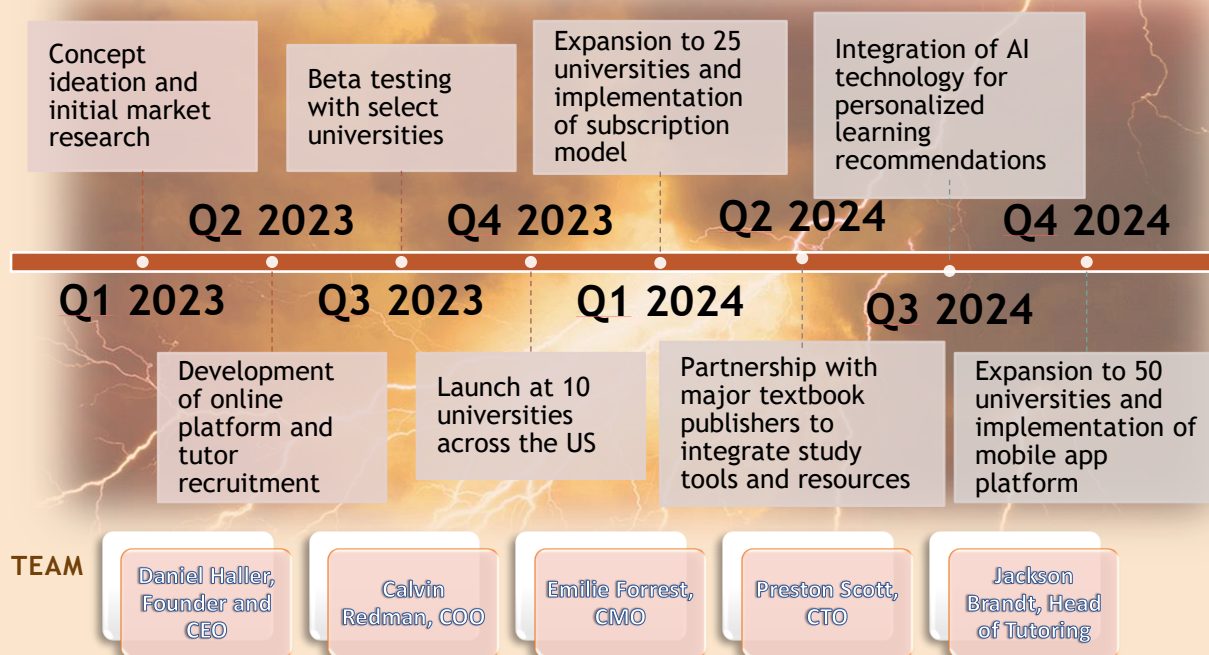 Concept
ideation and
initial market
research
Beta testing
with select
universities
Expansion to 25
universities and
implementation
of subscription
model
Integration of AI
technology for
personalized
learning
recommendations
Q2 2023
Q4 2023
Q2 2024
Q4 2024
Q1 2023
Q3 2023
Q1 2024
Q3 2024
Development
of online
platform and
tutor
recruitment
Launch at 10
universities
across the US
Partnership with
major textbook
publishers to
integrate study
tools and resources
Expansion to 50
universities and
implementation of
mobile app
platform
TEAM
Daniel Haller,
Founder and
CEO
Calvin
Redman, COO
Emilie Forrest,
CMO
Preston Scott,
CTO
Jackson
Brandt, Head
of Tutoring